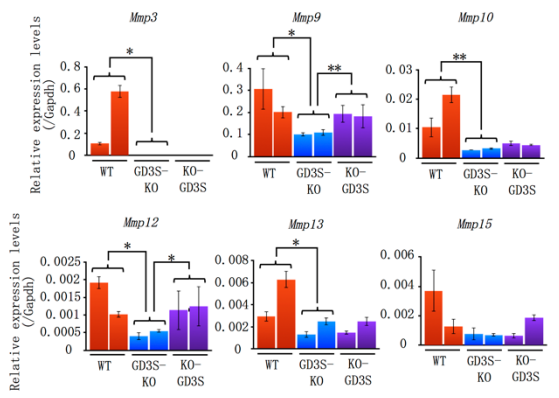 Mmp3
Mmp9
Mmp10
Relative expression levels
(/Gapdh)
0.8
0.6
0.4
0.2
0
*
WT
GD3S-
KO
KO-
GD3S
0.4
0.3
0.2
0.1
0
*
**
WT
GD3S-
KO
KO-
GD3S
0.03
0.02
0.01
0
**
WT
GD3S-
KO
KO-
GD3S
Mmp12
Mmp13
Mmp15
Relative expression levels
(/Gapdh)
0.0025
0.002
0.0015
0.001
0.0005
0
*
*
WT
GD3S-
KO
KO-
GD3S
0.008
0.006
0.004
0.002
0
*
WT
GD3S-
KO
KO-
GD3S
0.006
0.004
0.002
0
WT
GD3S-
KO
KO-
GD3S